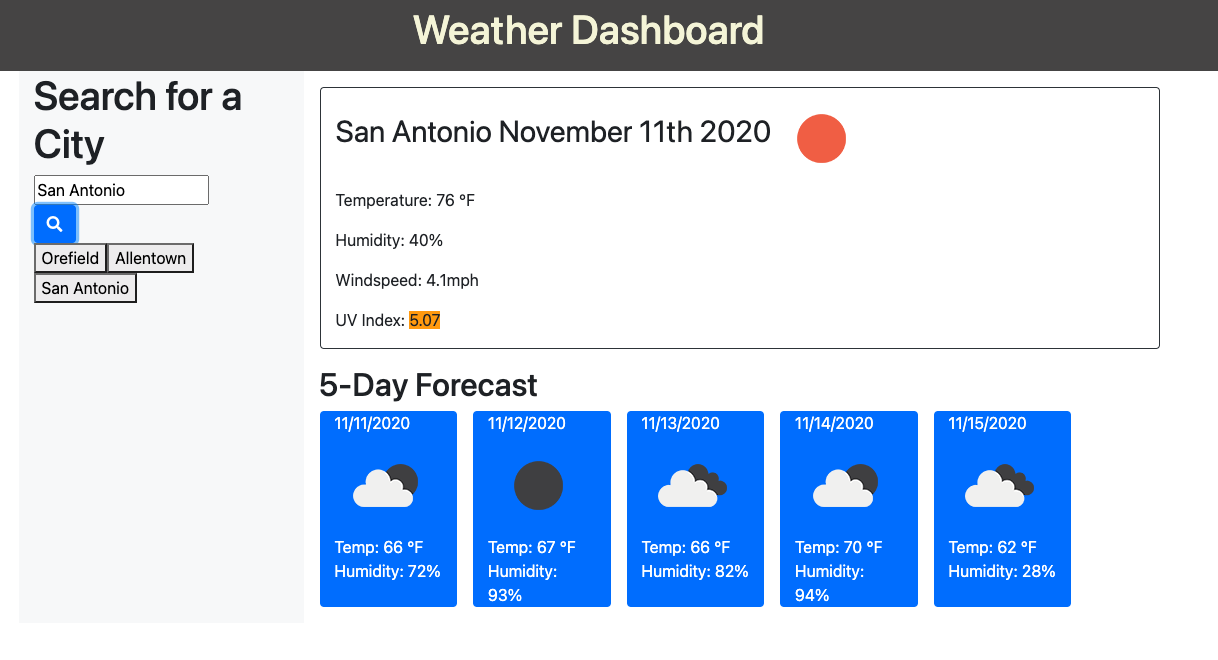 Weather Dashboard
Search for a
City
San Antonio
Orefield Allentown
San Antonio
San Antonio November 11th 2020
Temperature: 76 °F
Humidity: 40%
Windspeed: 4.1mph
UV Index: 5.07
5-Day Forecast
11/11/2020
Temp: 66 °F
Humidity: 72%
11/12/2020
Temp: 67 °F
Humidity:
93%
11/13/2020
Temp: 66 °F
Humidity: 82%
11/14/2020
Temp: 70 °F
Humidity:
94%
11/15/2020
Temp: 62 °F
Humidity: 28%